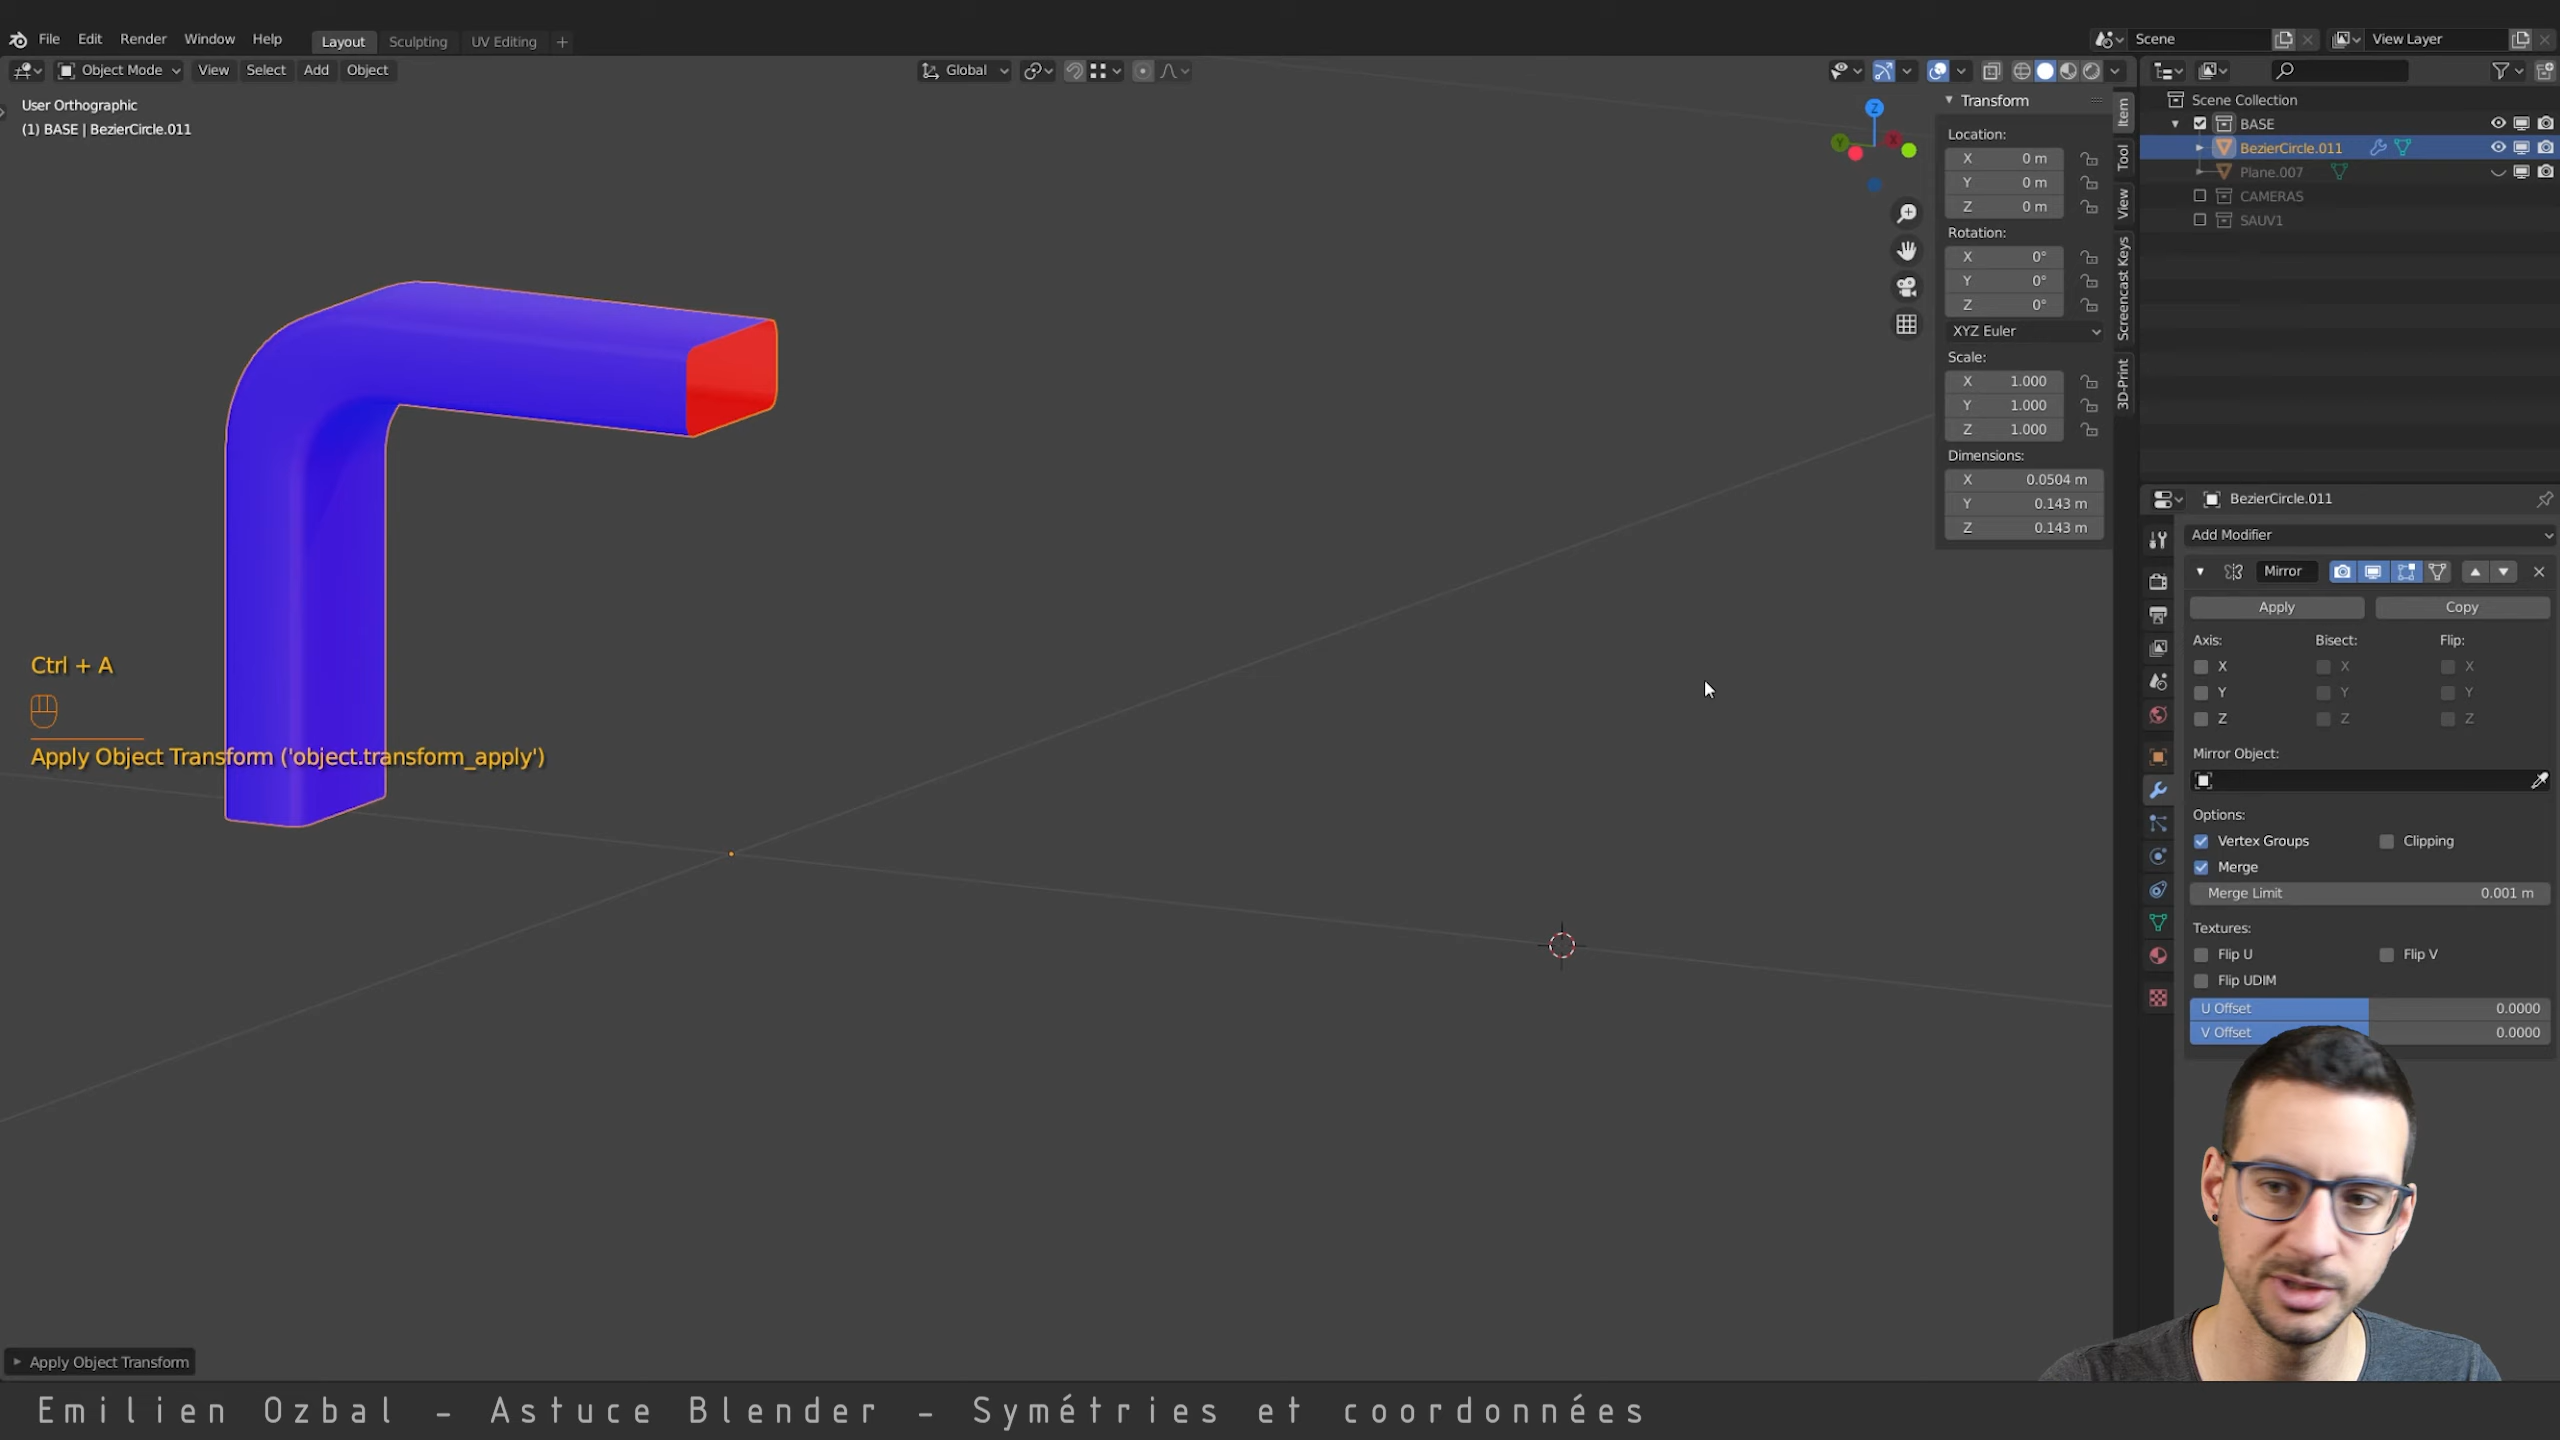 File Edit Render Window Help Layout Sculpting UV Editing + Scene View Layer
Object Mode View Select Add Object Global
User Orthographic
(1) BASE | BezierCircle.011
Z
Y
X
Ctrl + A
Apply Object Transform ('object.transform_apply')
Apply Object Transform
Transform
Location:
X 0 m
Y 0 m
Z 0 m
Rotation:
X 0°
Y 0°
Z 0°
XYZ Euler
Scale:
X 1.000
Y 1.000
Z 1.000
Dimensions:
X 0.0504 m
Y 0.143 m
Z 0.143 m
Item
Tool
View
Screencast Keys
3D-Print
Scene Collection
BASE
BezierCircle.011
Plane.007
CAMERAS
SAUV1
BezierCircle.011
Add Modifier
Mirror
Apply Copy
Axis: Bisect: Flip:
X X X
Y Y Y
Z Z Z
Mirror Object:
Options:
Vertex Groups Clipping
Merge
Merge Limit 0.001 m
Textures:
Flip U Flip V
Flip UDIM
U Offset 0.0000
V Offset 0.0000
Emilien Ozbal - Astuce Blender - Symétries et coordonnées